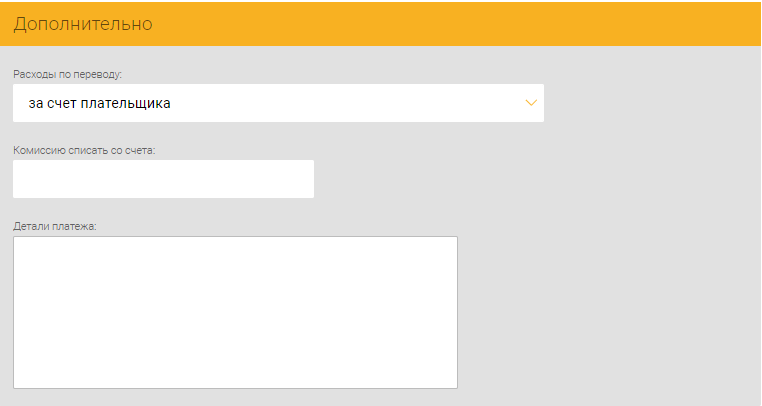 Дополнительно
Расходы по переводу:
за счет плательщика
Комиссию списать со счета:
Детали платежа: